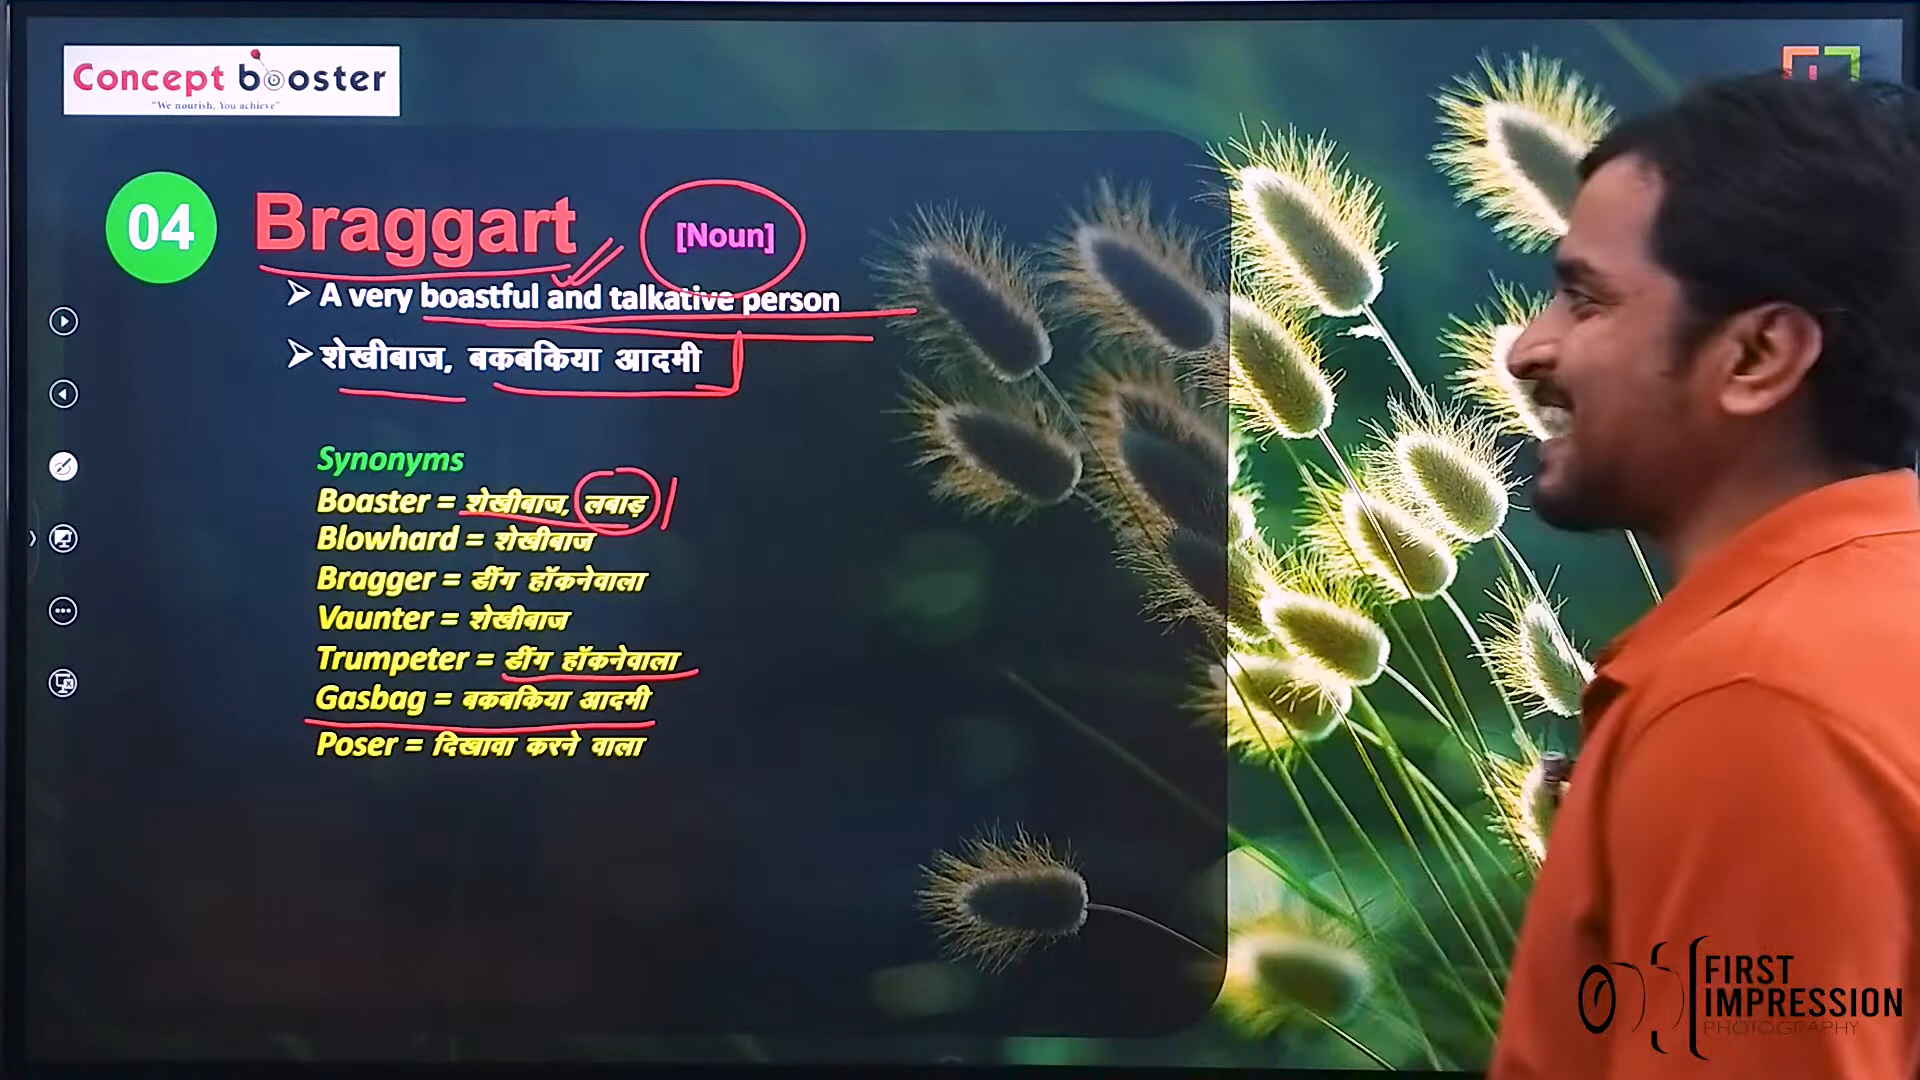 Concept booster
"We nourish, You achieve"
04
Braggart [Noun]
A very boastful and talkative person
शेखीबाज, बकबकिया आदमी
Synonyms
Boaster = शेखीबाज, लबाड़
Blowhard = शेखीबाज
Bragger = डींग हॉकनेवाला
Vaunter = शेखीबाज
Trumpeter = डींग हॉकनेवाला
Gasbag = बकबकिया आदमी
Poser = दिखावा करने वाला
FIRST
IMPRESSION
PHOTOGRAPHY